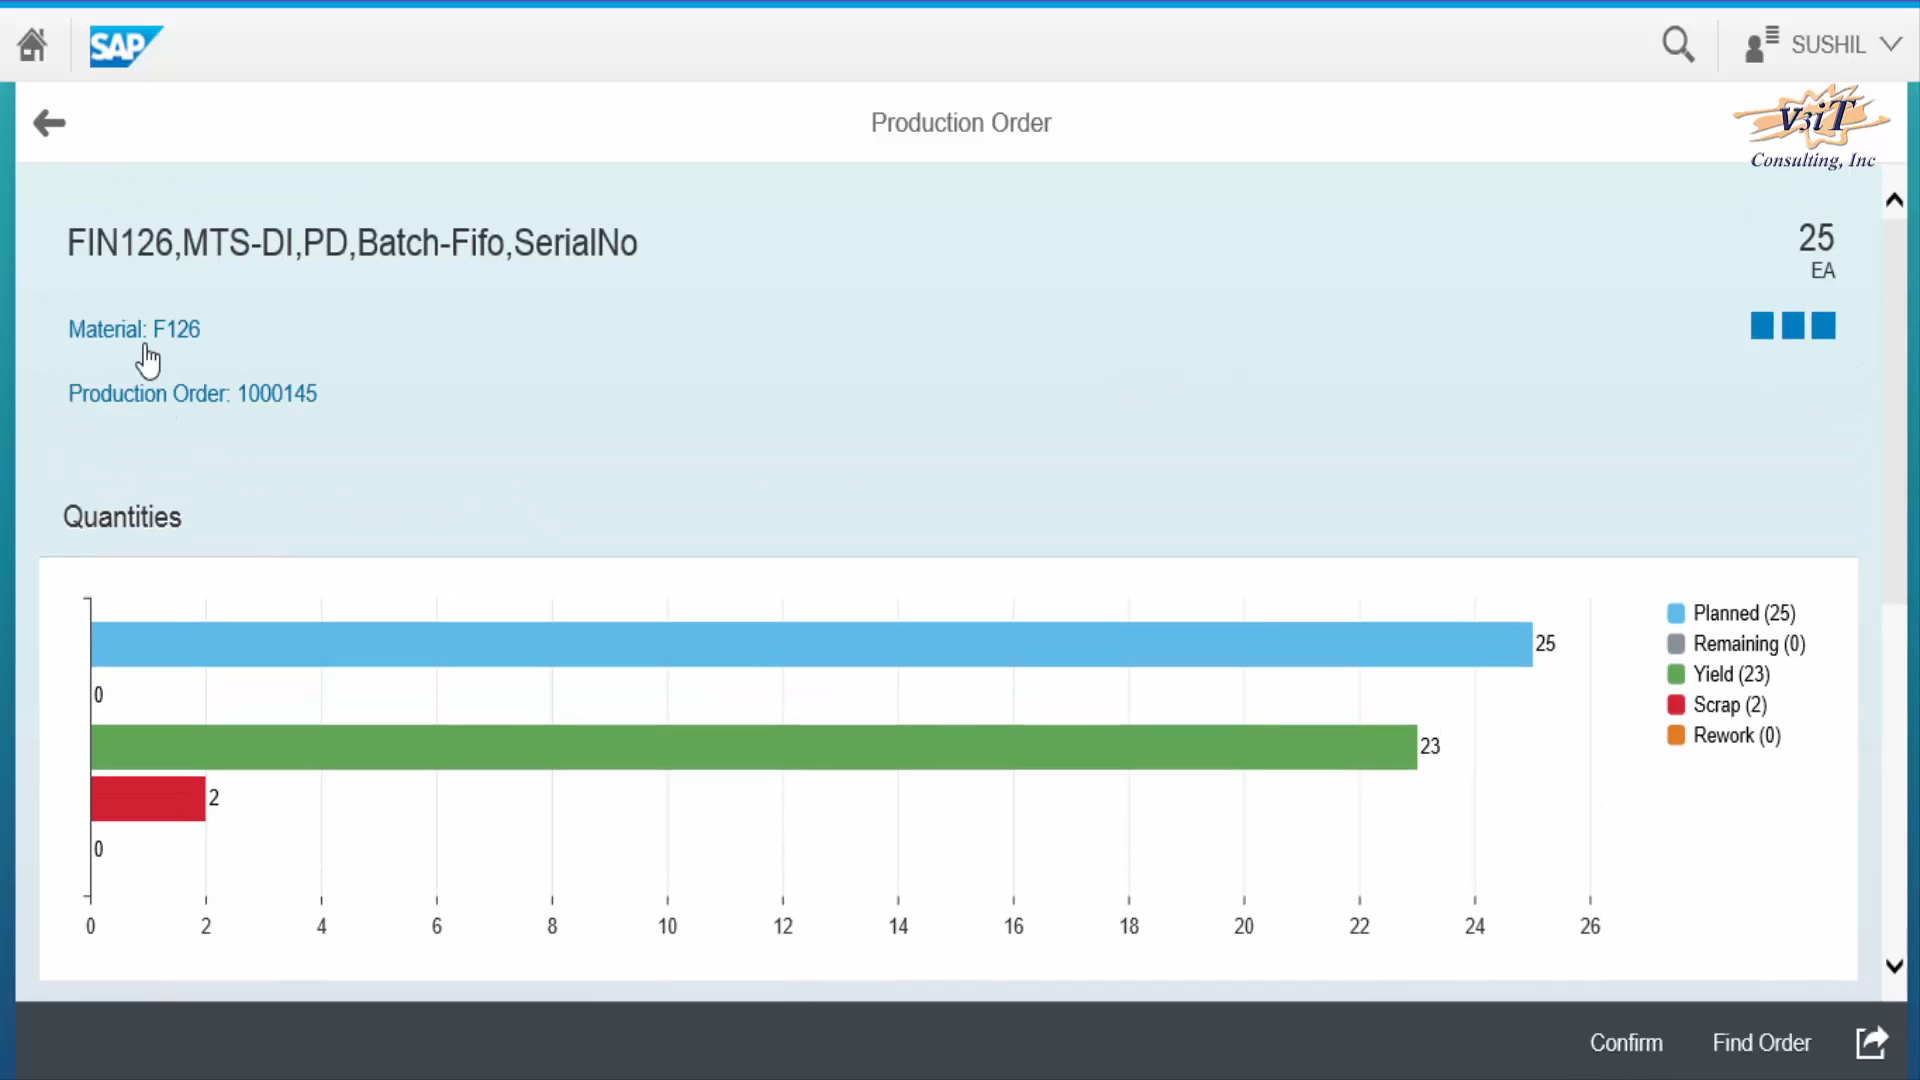 SAP
SUSHIL
Production Order
V3iT
Consulting, Inc
FIN126,MTS-DI,PD,Batch-Fifo,SerialNo
25
EA
Material: F126
Production Order: 1000145
Quantities
25
0
23
2
0
0 2 4 6 8 10 12 14 16 18 20 22 24 26
Planned (25)
Remaining (0)
Yield (23)
Scrap (2)
Rework (0)
Confirm
Find Order